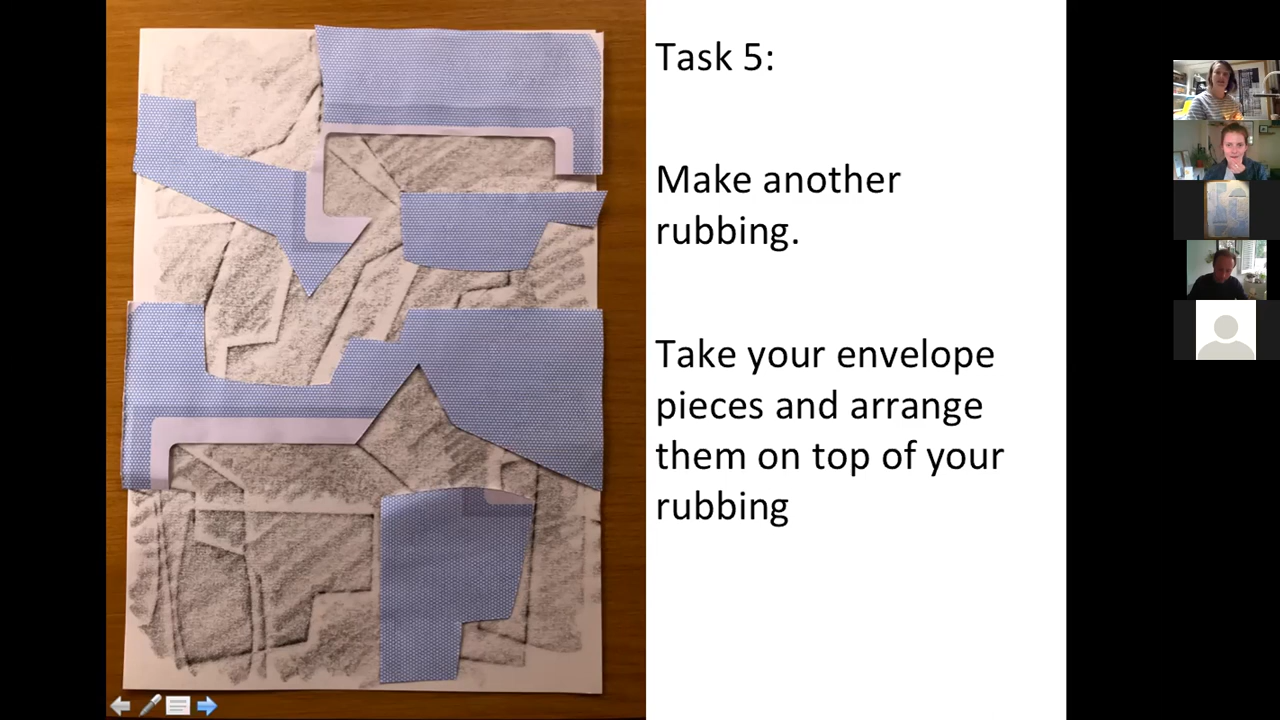 Task 5:
Make another
rubbing.
Take your envelope
pieces and arrange
them on top of your
rubbing